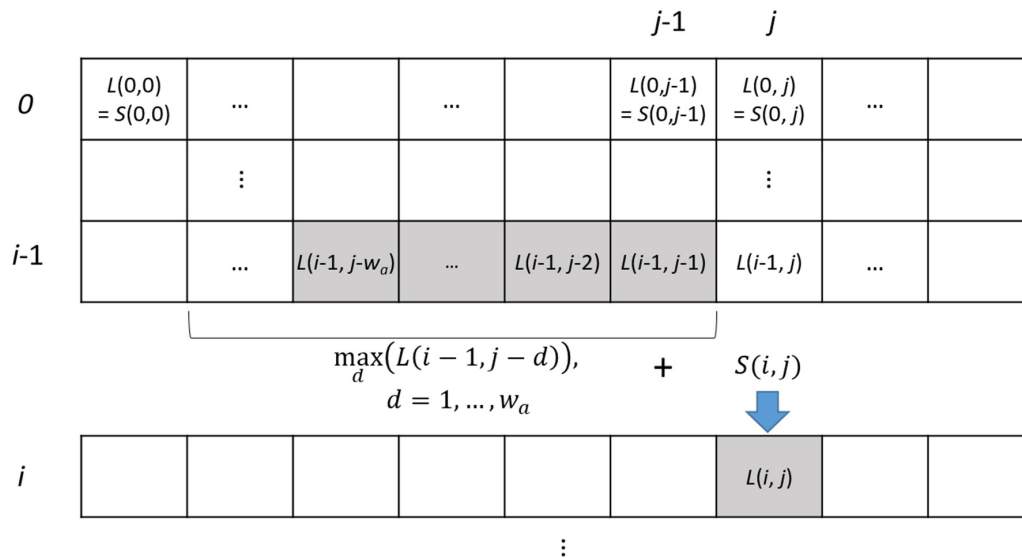 j-1 j
0 L(0,0) ... ... L(0,j-1) L(0, j) ...
= S(0,0) = S(0,j-1) = S(0, j)
⋮ ⋮
i-1 ... L(i-1, j-wₐ) ... L(i-1, j-2) L(i-1, j-1) L(i-1, j) ...
max(L(i − 1, j − d)), + S(i, j)
d
d = 1, ... , wₐ
i L(i, j)
⋮